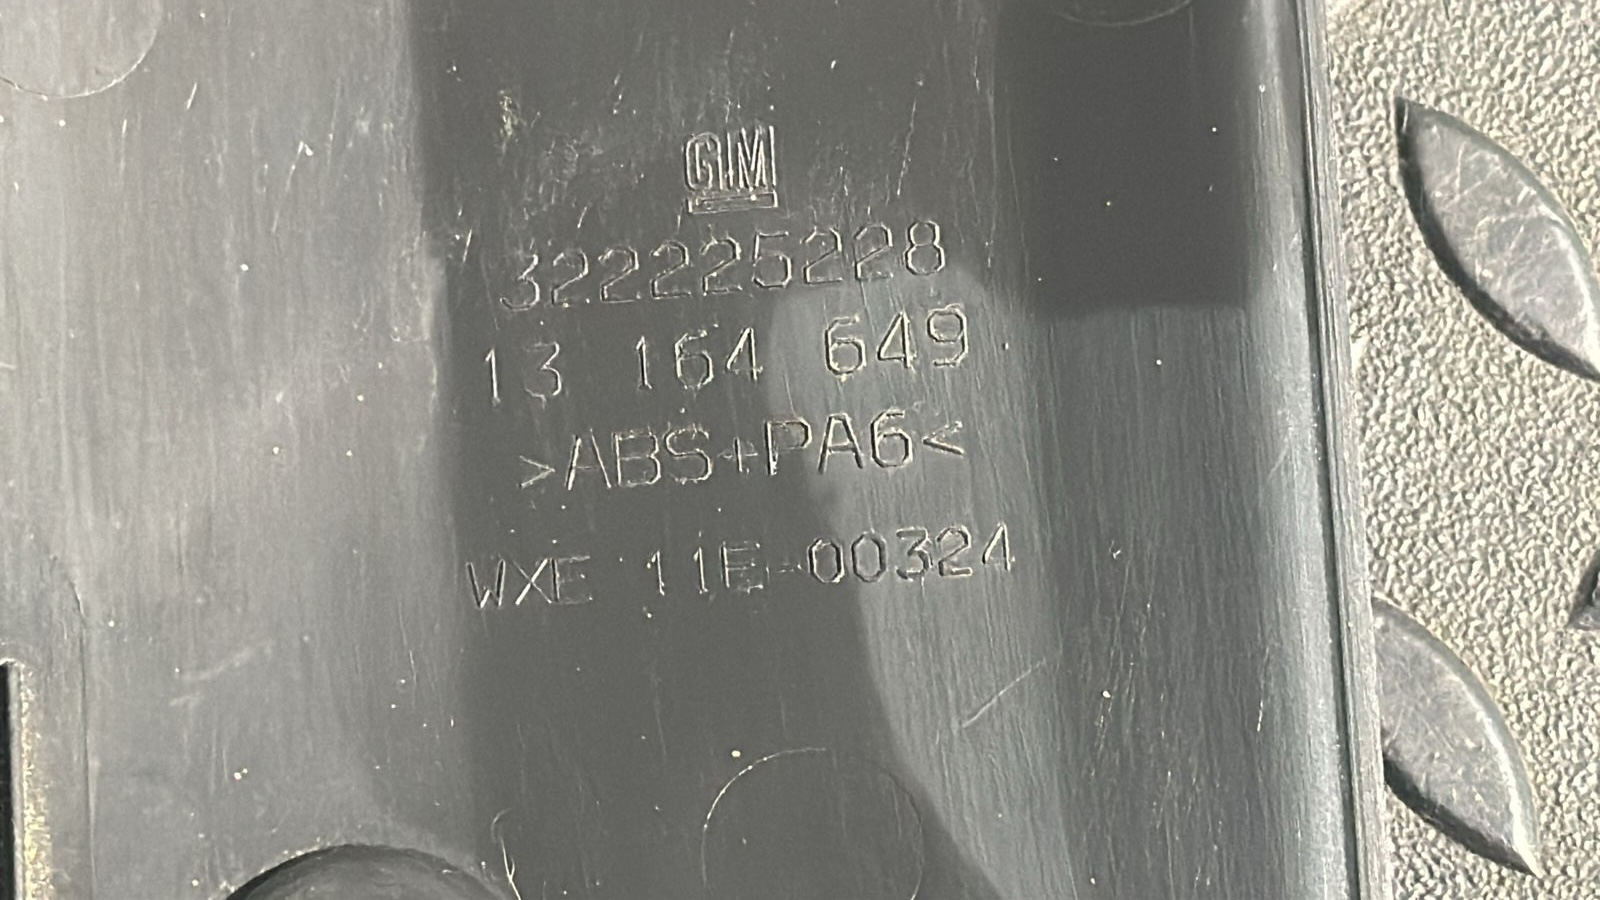 GM
322225228
13 164 649
>ABS+PA6<
WXE 11E-00324